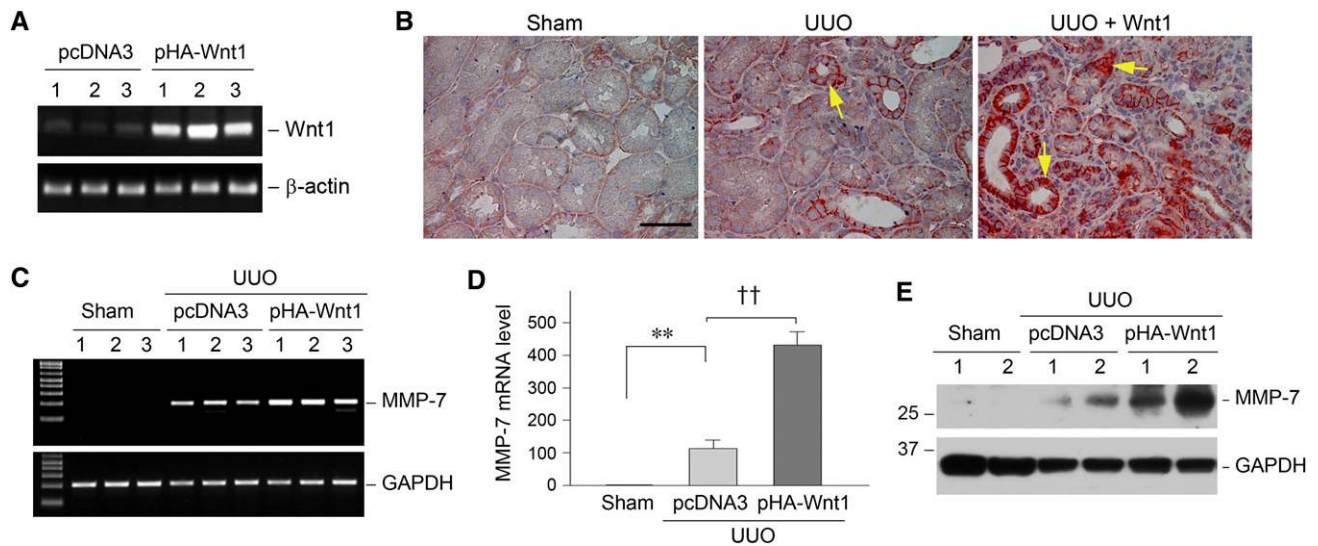 A
pcDNA3 pHA-Wnt1
1 2 3 1 2 3
– Wnt1
– β-actin
B
Sham UUO UUO + Wnt1
C
UUO
Sham pcDNA3 pHA-Wnt1
1 2 3 1 2 3 1 2 3
– MMP-7
– GAPDH
D
MMP-7 mRNA level
500
400
300
200
100
0
**
††
Sham pcDNA3 pHA-Wnt1
UUO
E
UUO
Sham pcDNA3 pHA-Wnt1
1 2 1 2 1 2
25 –
– MMP-7
37 –
- GAPDH